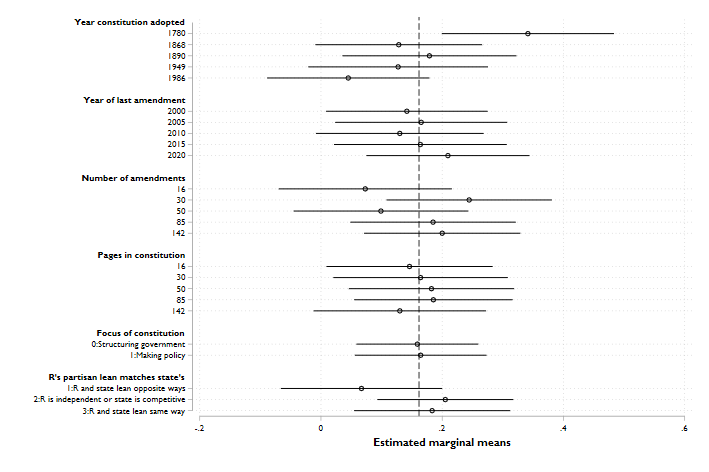 Year constitution adopted
1780
1868
1890
1949
1986
Year of last amendment
2000
2005
2010
2015
2020
Number of amendments
16
30
50
85
142
Pages in constitution
16
30
50
85
142
Focus of constitution
0:Structuring government
1:Making policy
R's partisan lean matches state's
1:R and state lean opposite ways
2:R is independent or state is competitive
3:R and state lean same way
-.2 0 .2 .4 .6
Estimated marginal means